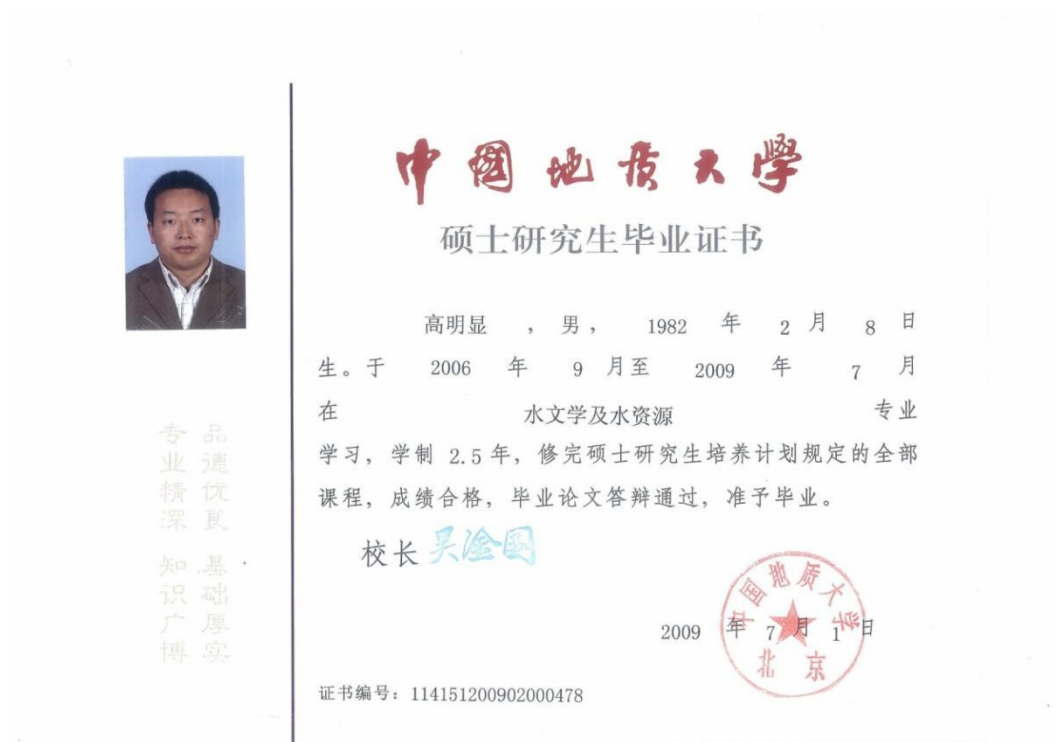 中國地质大學
硕士研究生毕业证书
高明显 ，男， 1982 年 2 月 8 日
生。于 2006 年 9 月至 2009 年 7 月
在 水文学及水资源 专业
学习，学制 2.5 年，修完硕士研究生培养计划规定的全部
课程，成绩合格，毕业论文答辩通过，准予毕业。
校长 吴淦国
中国地质大学
北京
2009 年 7 月 1 日
证书编号：114151200902000478
品德优良 基础厚实
专业精深 知识广博